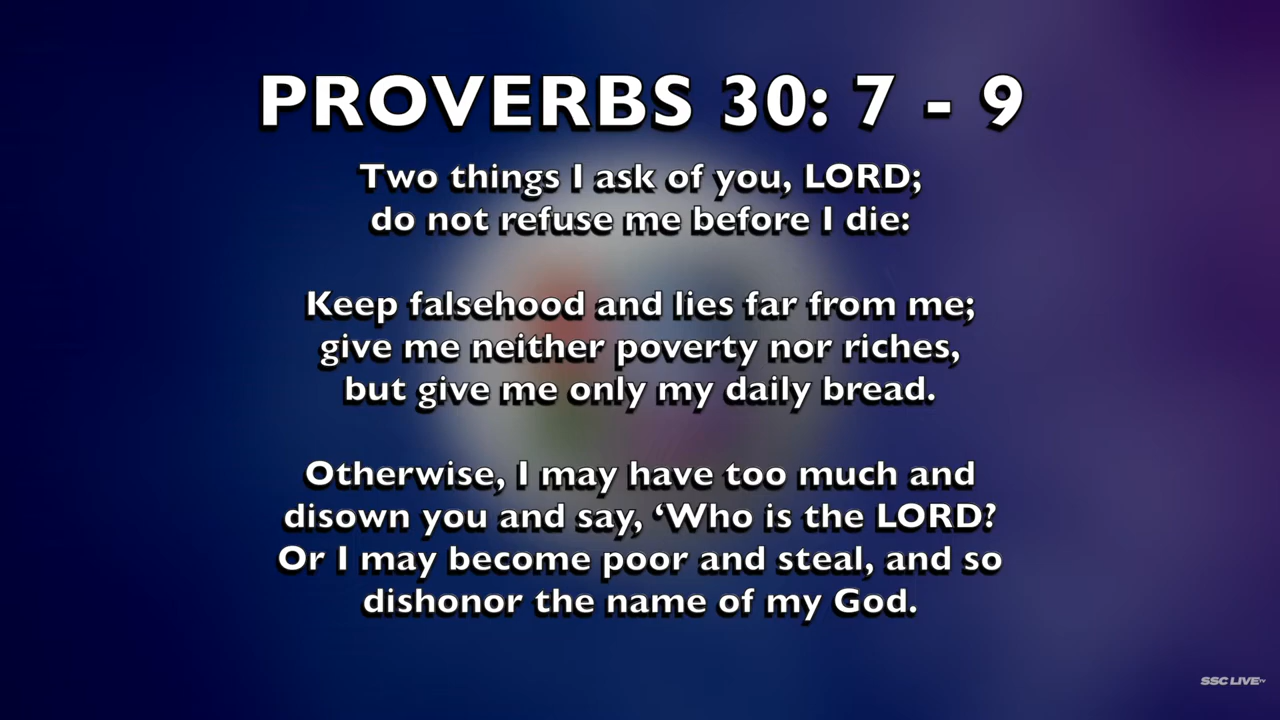 PROVERBS 30: 7 - 9
Two things I ask of you, LORD;
do not refuse me before I die:
Keep falsehood and lies far from me;
give me neither poverty nor riches,
but give me only my daily bread.
Otherwise, I may have too much and
disown you and say, ‘Who is the LORD?
Or I may become poor and steal, and so
dishonor the name of my God.
SSC LIVE TV